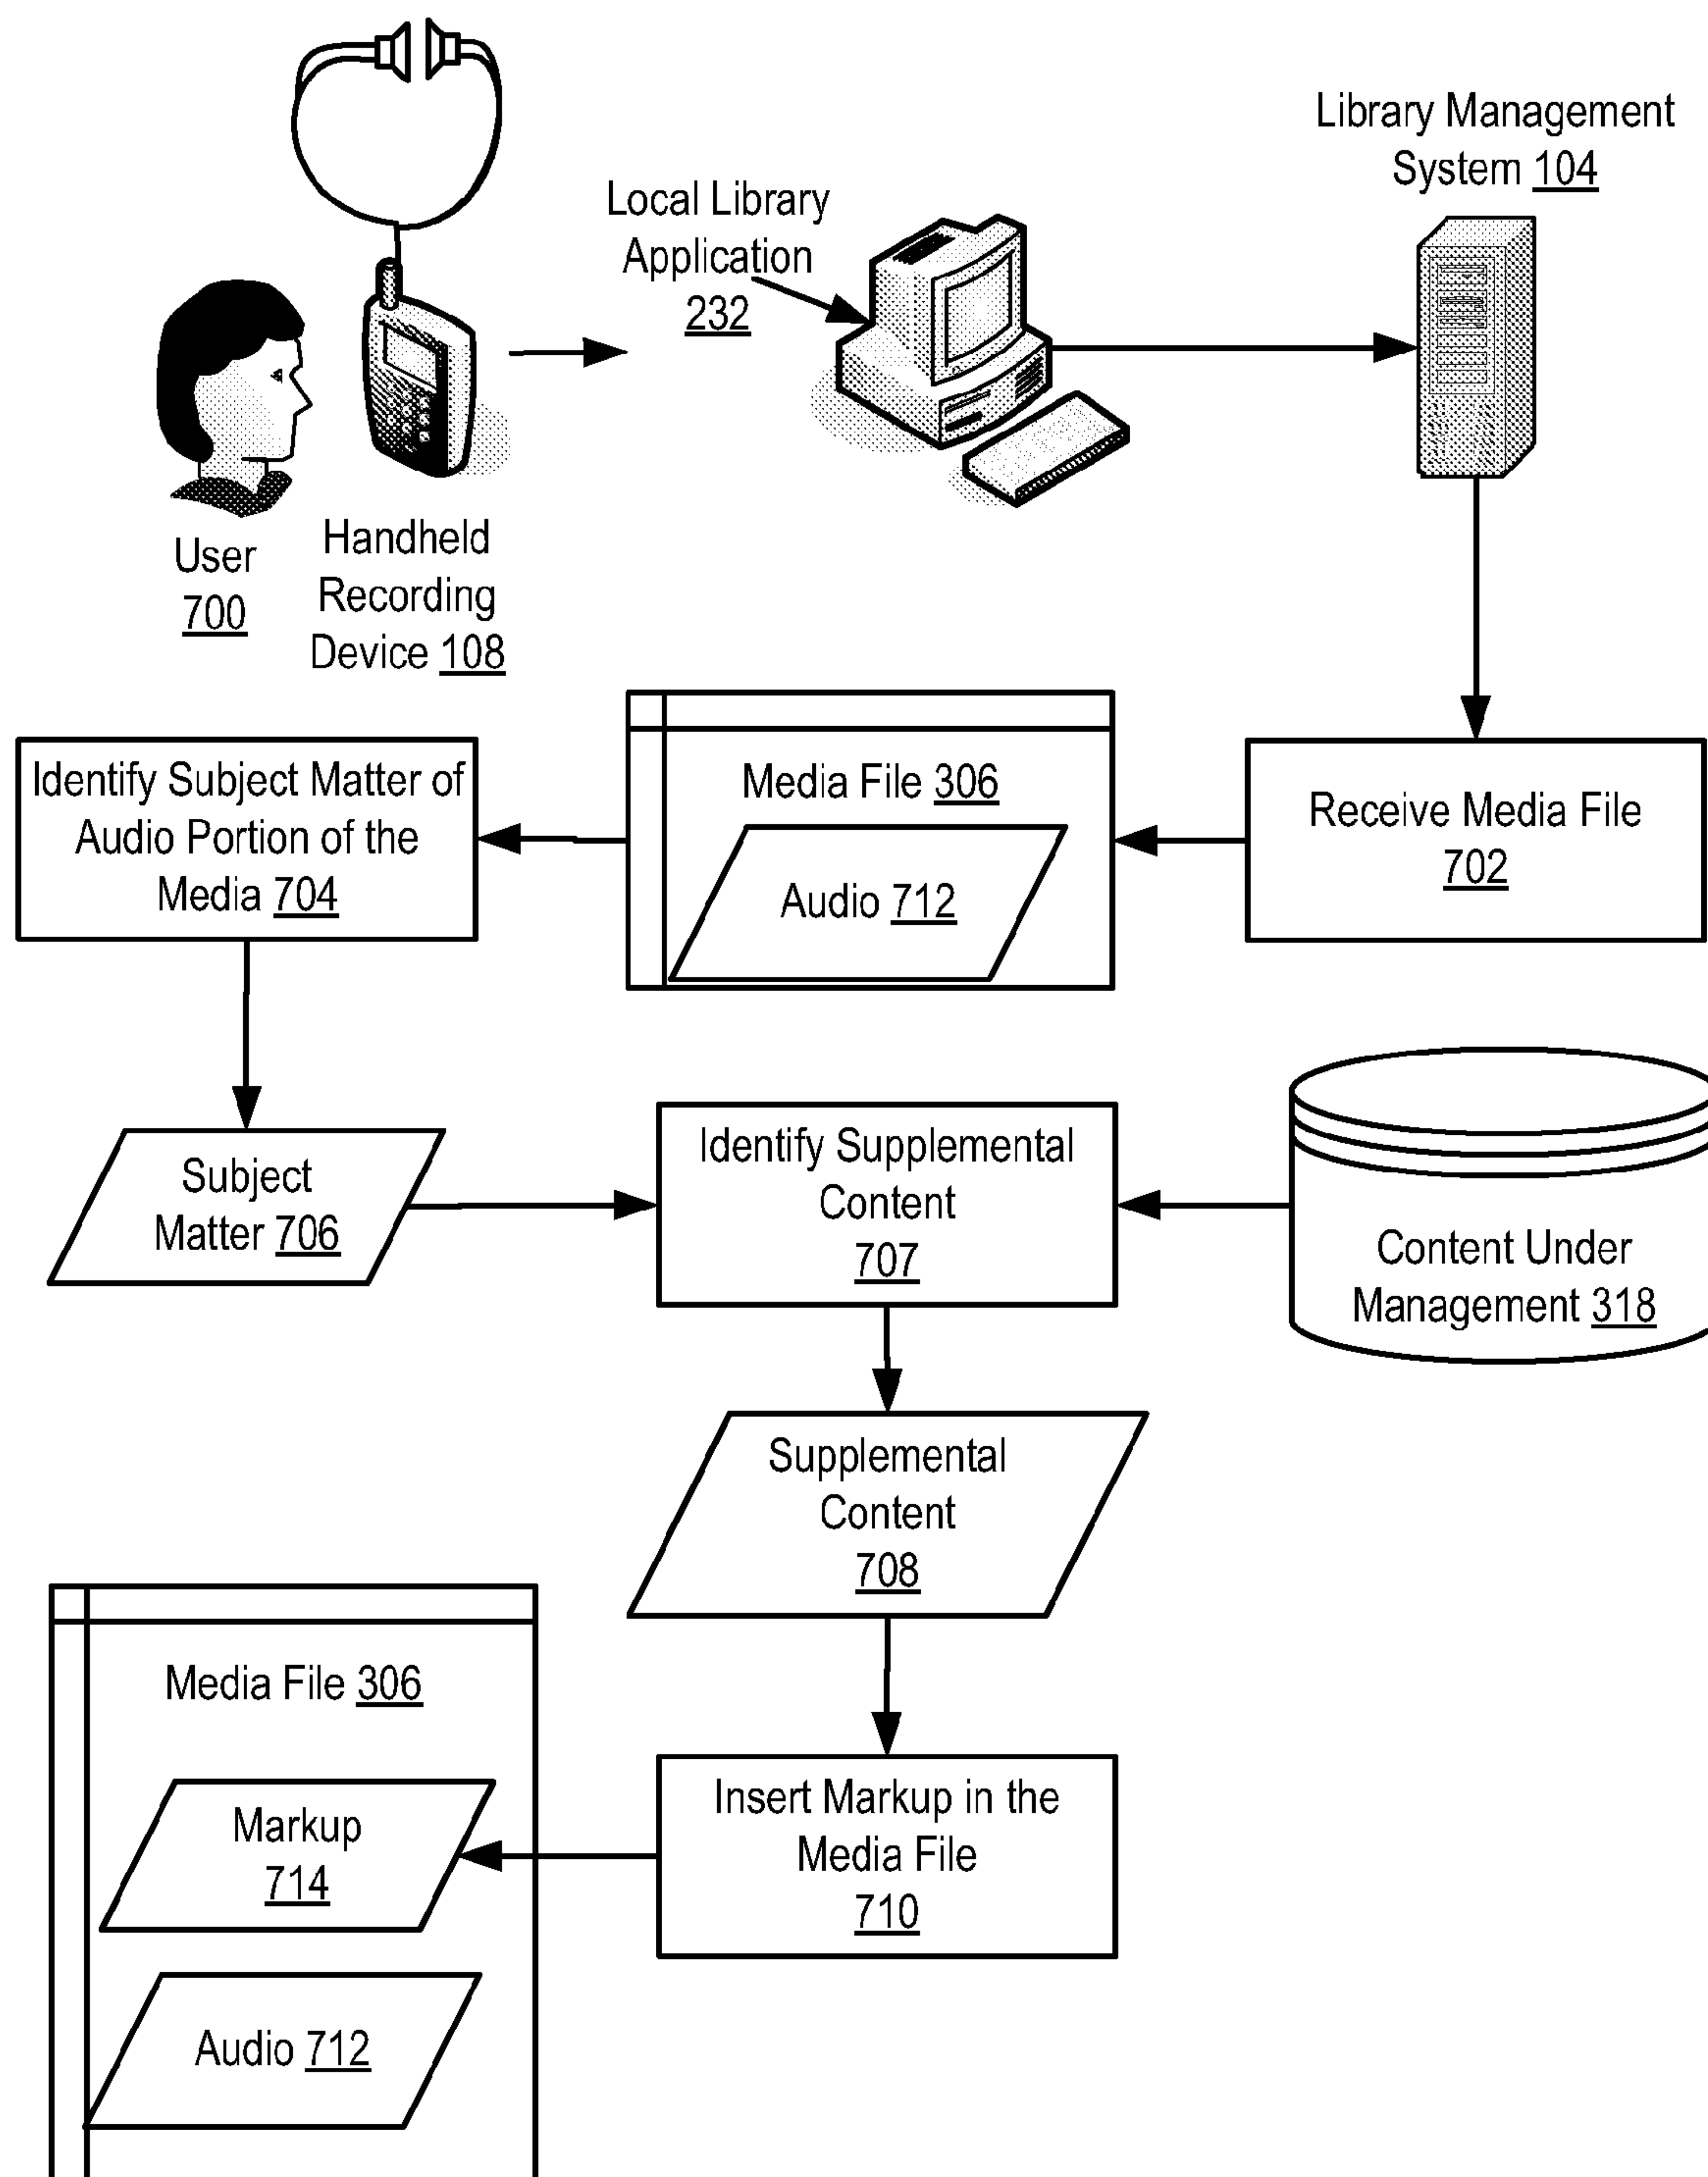 Library Management
System 104
Local Library
Application
232
User
700
Handheld
Recording
Device 108
Identify Subject Matter of
Audio Portion of the
Media 704
Media File 306
Audio 712
Receive Media File
702
Subject
Matter 706
Identify Supplemental
Content
707
Content Under
Management 318
Supplemental
Content
708
Media File 306
Markup
714
Audio 712
Insert Markup in the
Media File
710